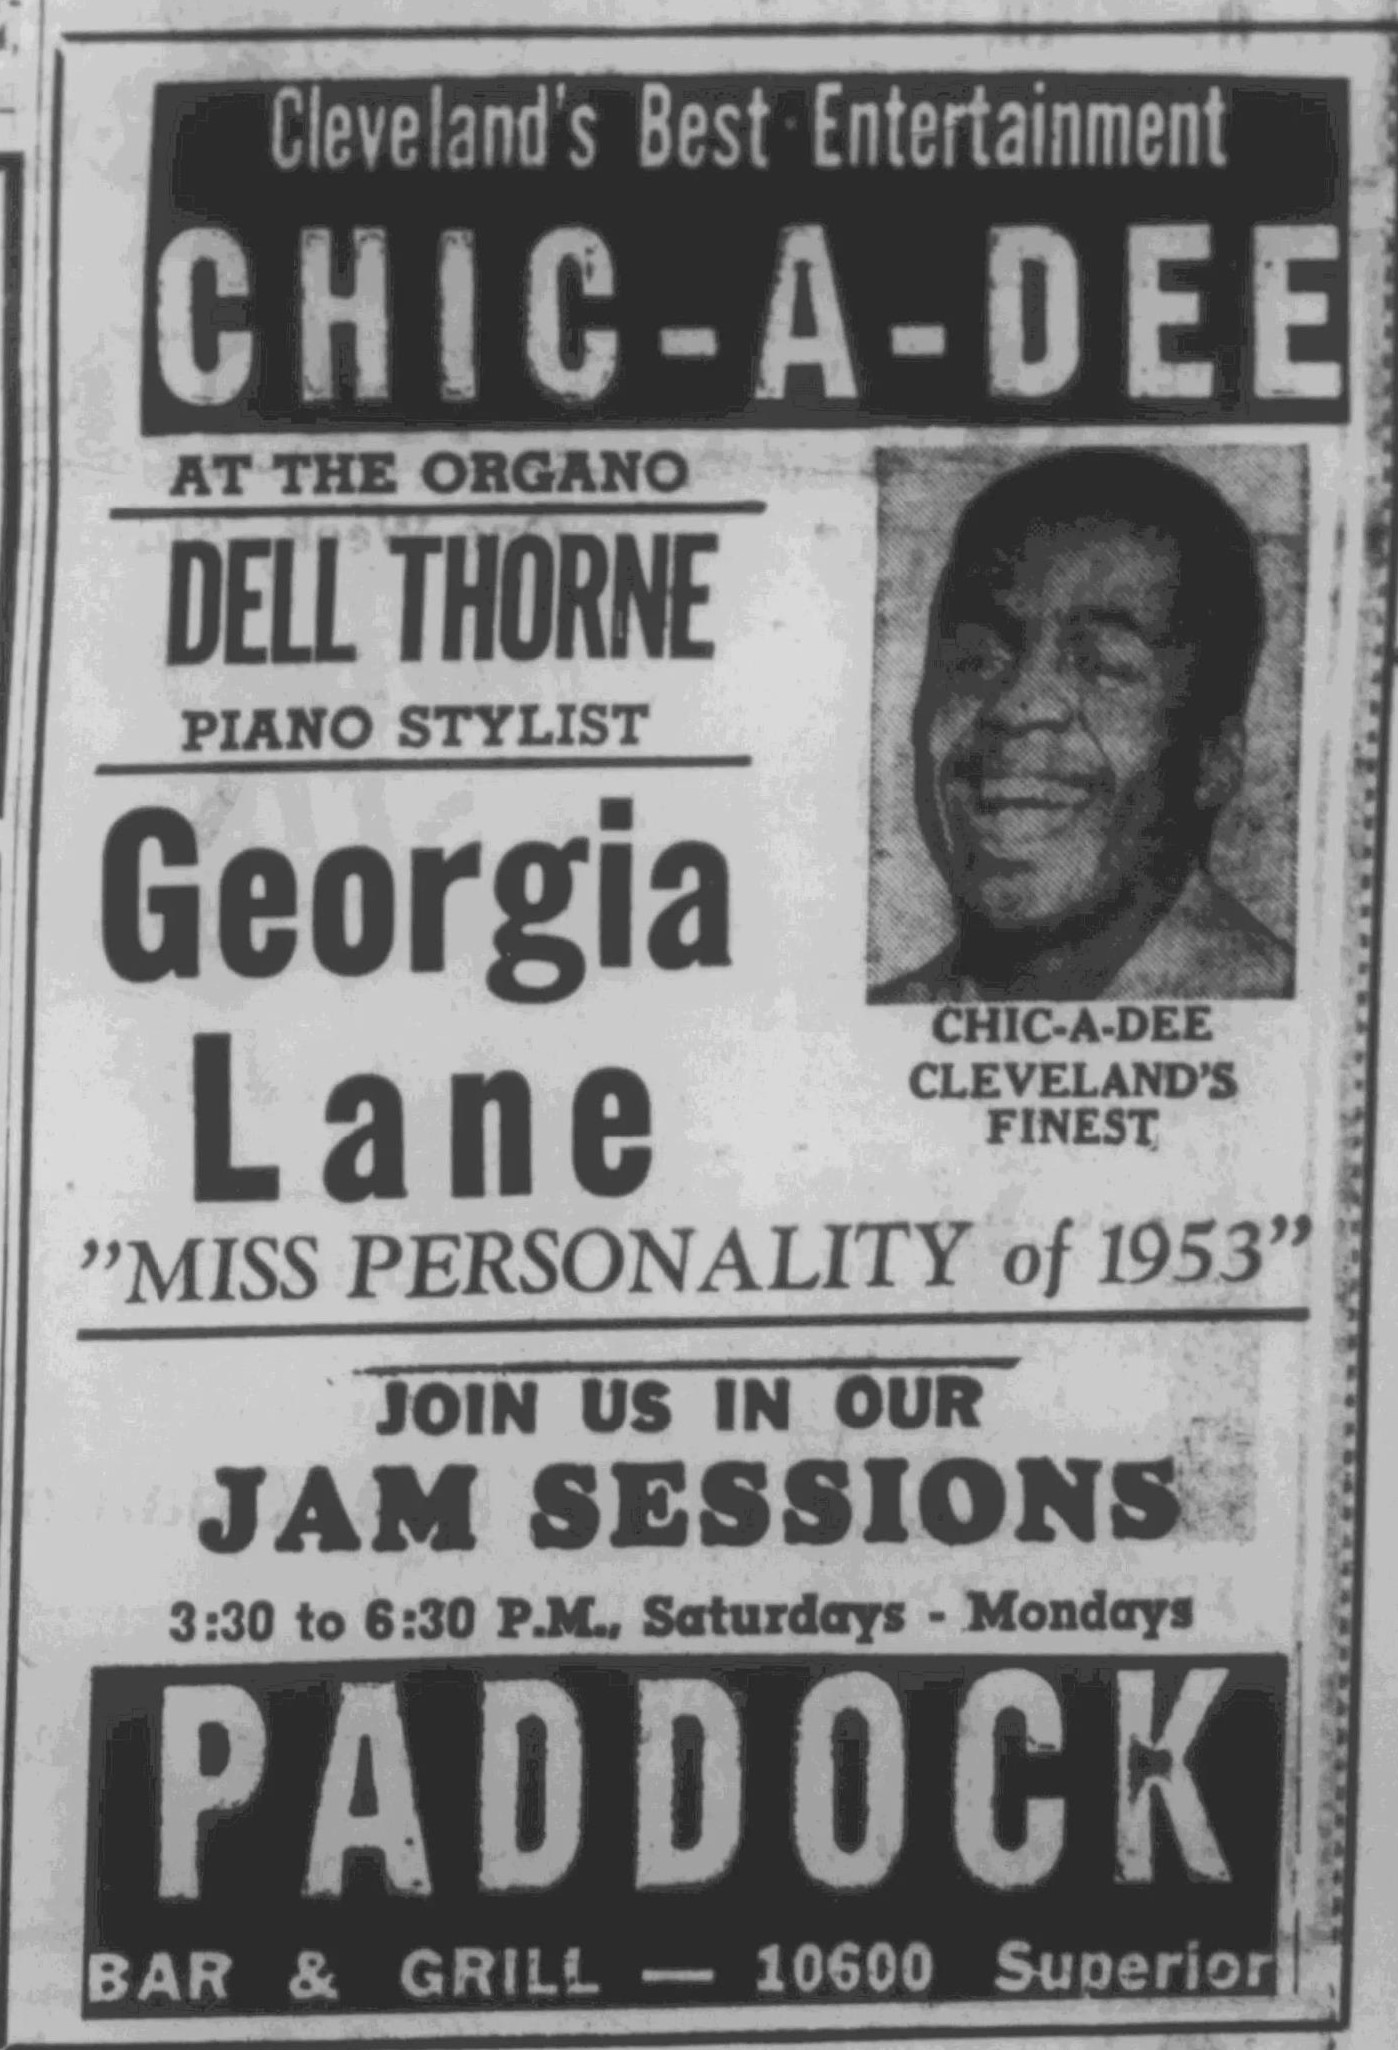 Cleveland's Best Entertainment
CHIC-A-DEE
AT THE ORGANO
DELL THORNE
PIANO STYLIST
Georgia
Lane
CHIC-A-DEE
CLEVELAND'S
FINEST
"MISS PERSONALITY of 1953"
JOIN US IN OUR
JAM SESSIONS
3:30 to 6:30 P.M., Saturdays - Mondays
PADDOCK
BAR & GRILL — 10600 Superior